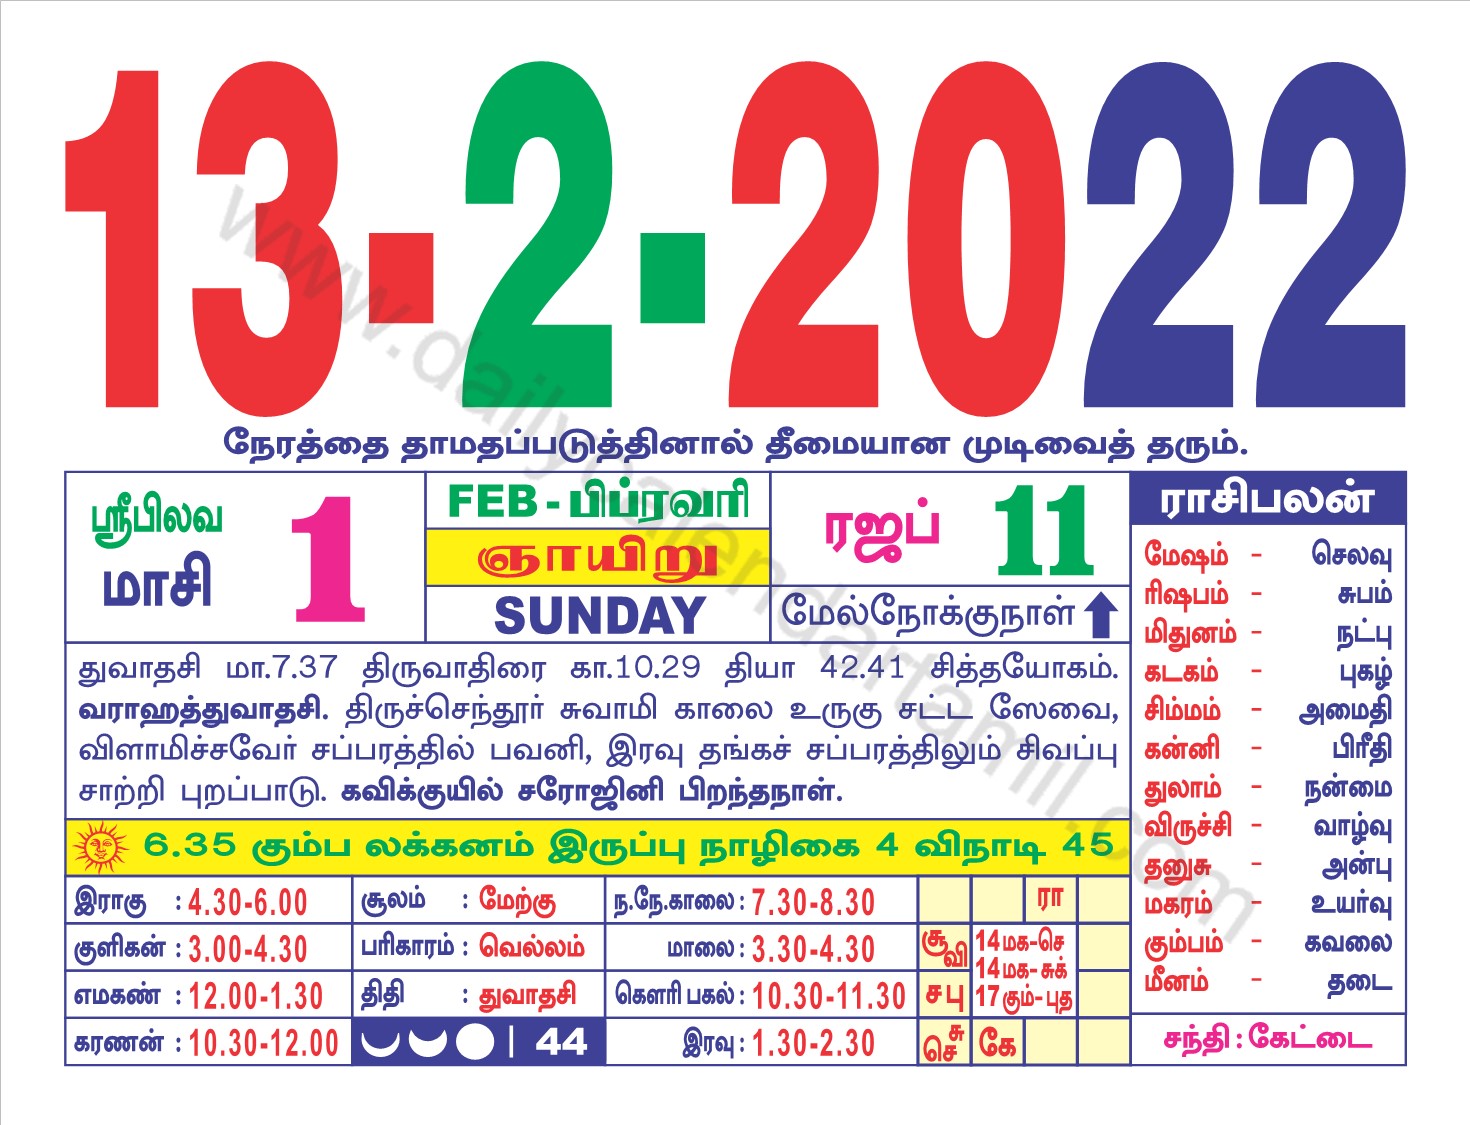 13-2-2022
நேரத்தை தாமதப்படுத்தினால் தீமையான முடிவைத் தரும்.
ஸ்ரீபிலவ
மாசி
1
FEB - பிப்ரவரி
ஞாயிறு
SUNDAY
ரஜப் 11
மேல்நோக்குநாள்
துவாதசி மா.7.37 திருவாதிரை கா.10.29 தியா 42.41 சித்தயோகம்.
வராஹத்துவாதசி. திருச்செந்தூர் சுவாமி காலை உருகு சட்ட ஸேவை,
விளாமிச்சவேர் சப்பரத்தில் பவனி, இரவு தங்கச் சப்பரத்திலும் சிவப்பு
சாற்றி புறப்பாடு. கவிக்குயில் சரோஜினி பிறந்தநாள்.
6.35 கும்ப லக்கனம் இருப்பு நாழிகை 4 விநாடி 45
இராகு : 4.30-6.00
குளிகன் : 3.00-4.30
எமகண் : 12.00-1.30
கரணன் : 10.30-12.00
சூலம் : மேற்கு
பரிகாரம் : வெல்லம்
திதி : துவாதசி
| 44
ந.நே.காலை : 7.30-8.30
மாலை : 3.30-4.30
கௌரி பகல் : 10.30-11.30
இரவு : 1.30-2.30
ரா
சூ வி
14 மக-செ
14 மக-சுக்
17 கும்-புத
ச பு
சு செ
கே
ராசிபலன்
மேஷம் - செலவு
ரிஷபம் - சுபம்
மிதுனம் - நட்பு
கடகம் - புகழ்
சிம்மம் - அமைதி
கன்னி - பிரீதி
துலாம் - நன்மை
விருச்சி - வாழ்வு
தனுசு - அன்பு
மகரம் - உயர்வு
கும்பம் - கவலை
மீனம் - தடை
சந்தி : கேட்டை
www.dailycalendartamil.com